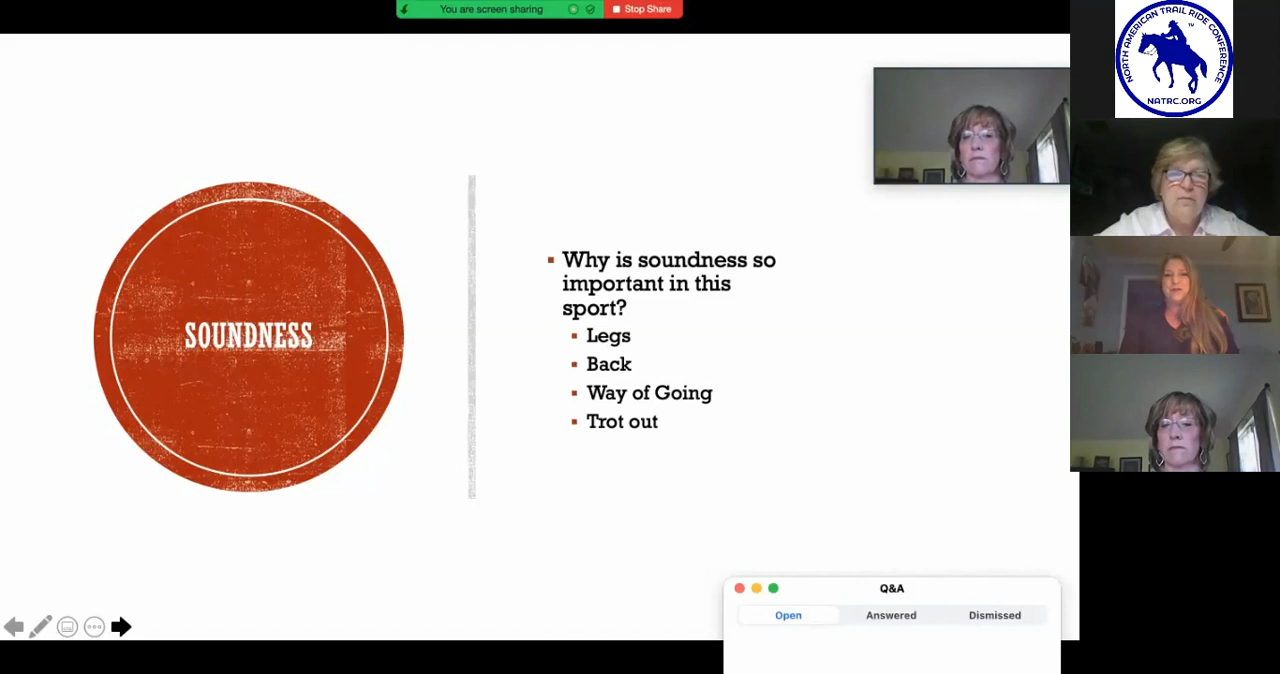 You are screen sharing
Stop Share
NORTH AMERICAN TRAIL RIDE CONFERENCE
TM
NATRC.ORG
SOUNDNESS
Why is soundness so
important in this
sport?
Legs
Back
Way of Going
Trot out
Q&A
Open Answered Dismissed